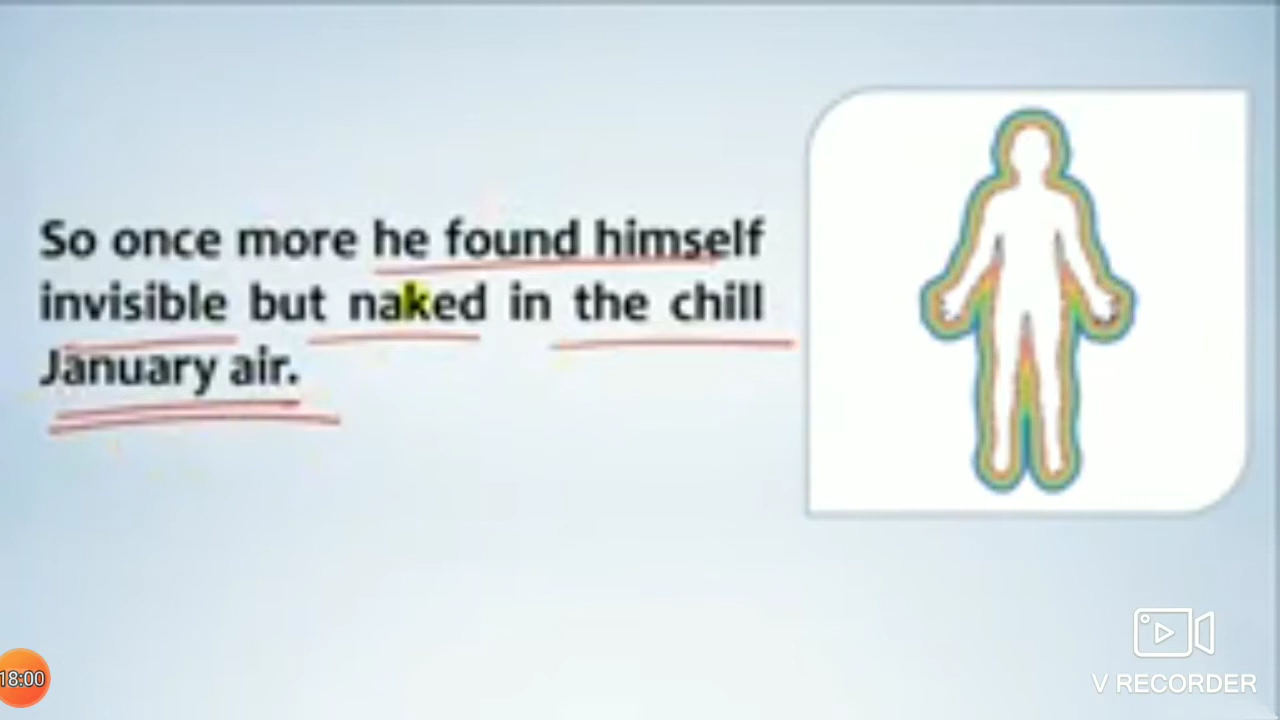 So once more he found himself
invisible but naked in the chill
January air.
18:00
V RECORDER